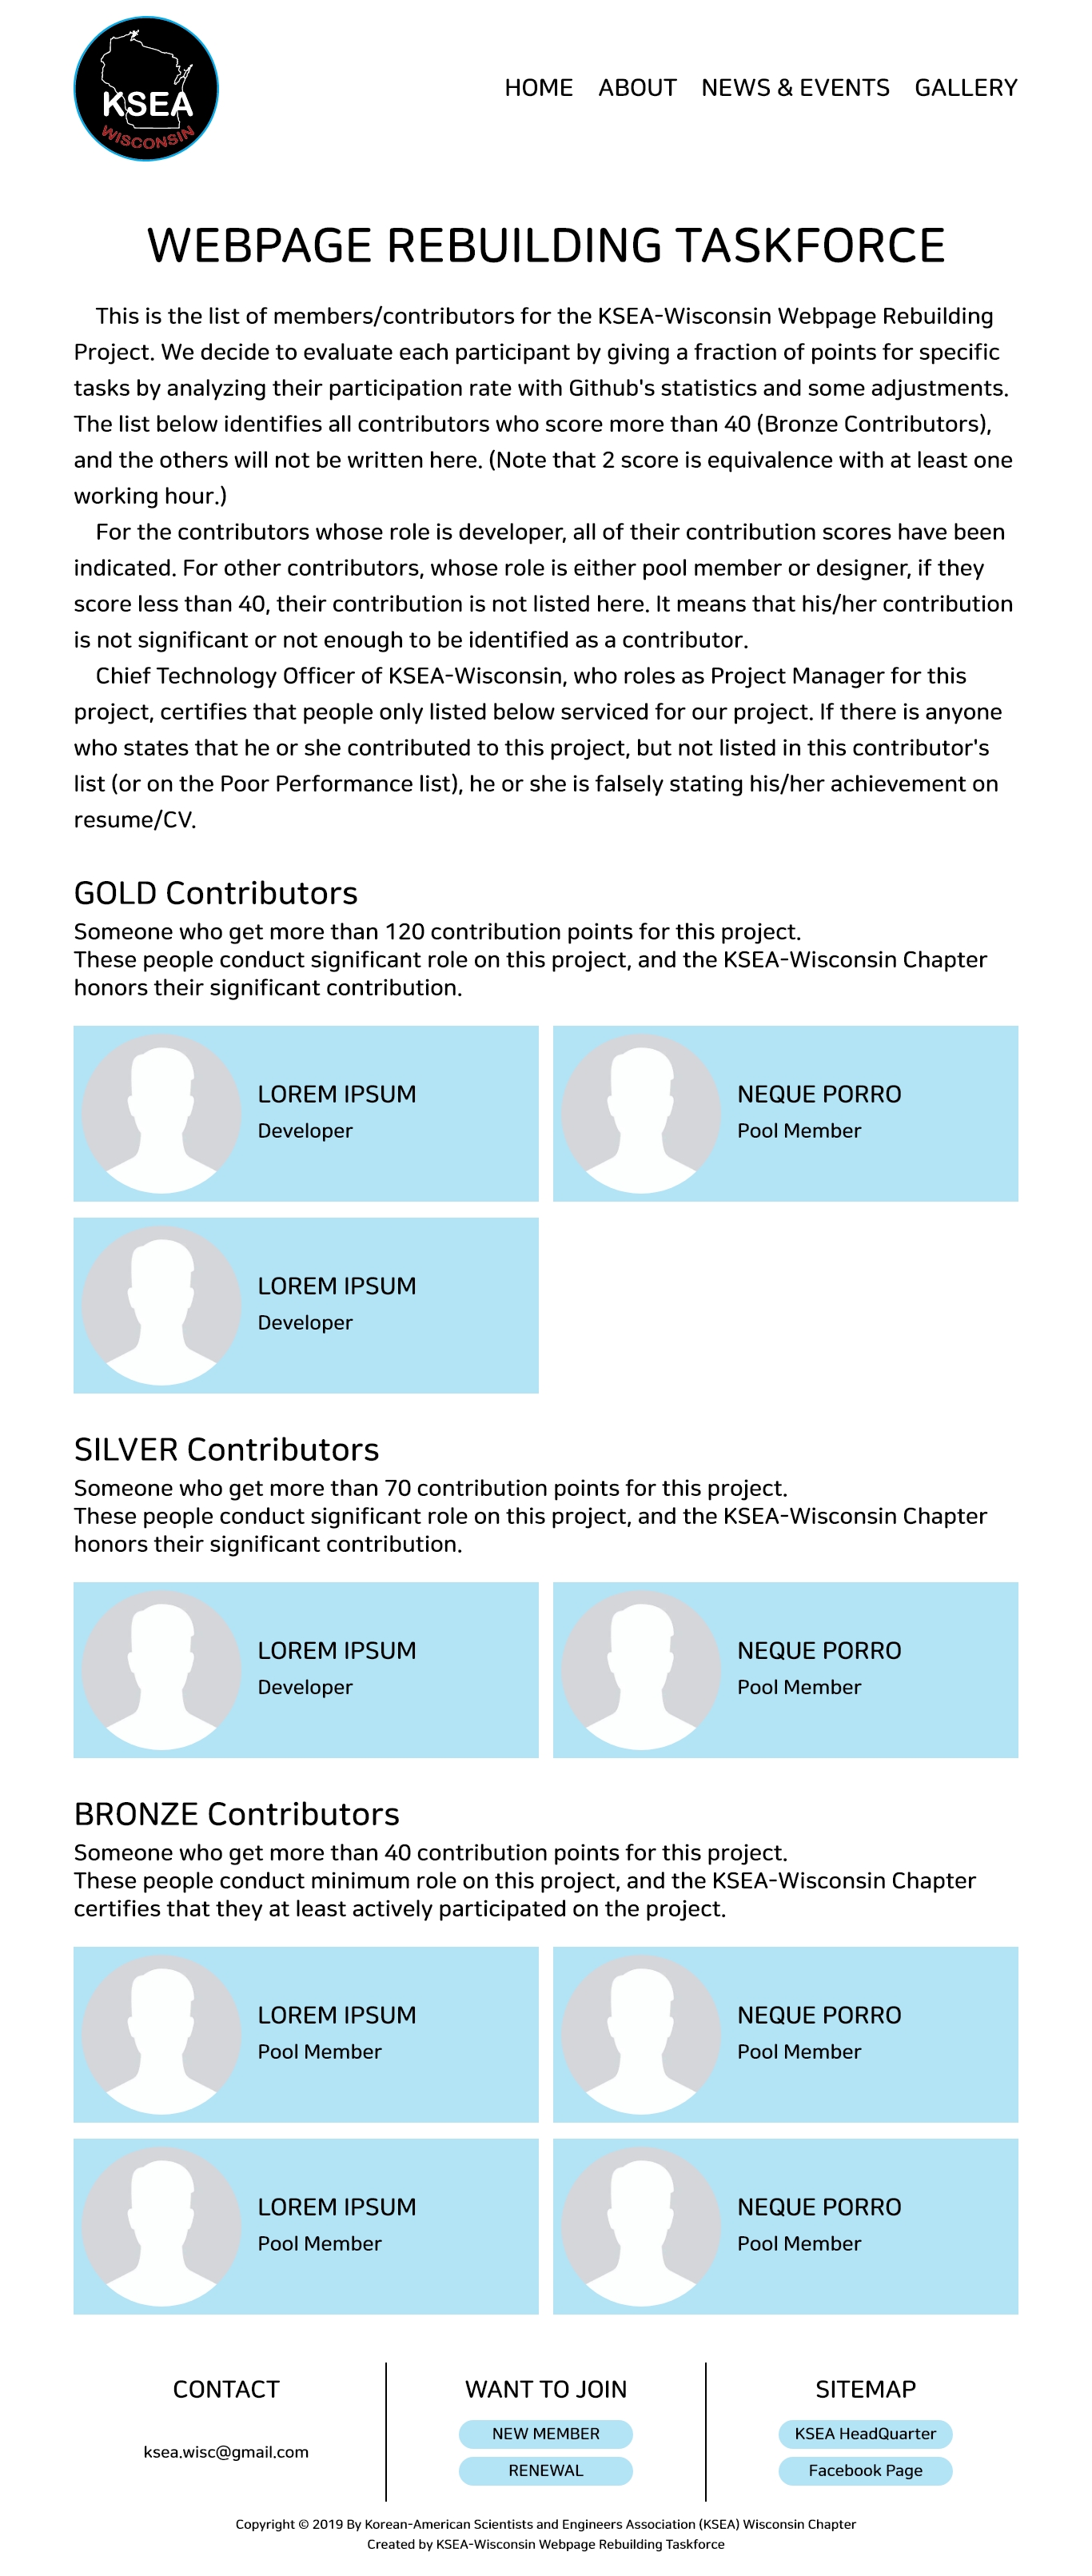 KSEA
WISCONSIN
HOME ABOUT NEWS & EVENTS GALLERY
WEBPAGE REBUILDING TASKFORCE
This is the list of members/contributors for the KSEA-Wisconsin Webpage Rebuilding
Project. We decide to evaluate each participant by giving a fraction of points for specific
tasks by analyzing their participation rate with Github's statistics and some adjustments.
The list below identifies all contributors who score more than 40 (Bronze Contributors),
and the others will not be written here. (Note that 2 score is equivalence with at least one
working hour.)
For the contributors whose role is developer, all of their contribution scores have been
indicated. For other contributors, whose role is either pool member or designer, if they
score less than 40, their contribution is not listed here. It means that his/her contribution
is not significant or not enough to be identified as a contributor.
Chief Technology Officer of KSEA-Wisconsin, who roles as Project Manager for this
project, certifies that people only listed below serviced for our project. If there is anyone
who states that he or she contributed to this project, but not listed in this contributor's
list (or on the Poor Performance list), he or she is falsely stating his/her achievement on
resume/CV.
GOLD Contributors
Someone who get more than 120 contribution points for this project.
These people conduct significant role on this project, and the KSEA-Wisconsin Chapter
honors their significant contribution.
LOREM IPSUM
Developer
NEQUE PORRO
Pool Member
LOREM IPSUM
Developer
SILVER Contributors
Someone who get more than 70 contribution points for this project.
These people conduct significant role on this project, and the KSEA-Wisconsin Chapter
honors their significant contribution.
LOREM IPSUM
Developer
NEQUE PORRO
Pool Member
BRONZE Contributors
Someone who get more than 40 contribution points for this project.
These people conduct minimum role on this project, and the KSEA-Wisconsin Chapter
certifies that they at least actively participated on the project.
LOREM IPSUM
Pool Member
NEQUE PORRO
Pool Member
LOREM IPSUM
Pool Member
NEQUE PORRO
Pool Member
CONTACT
ksea.wisc@gmail.com
WANT TO JOIN
NEW MEMBER
RENEWAL
SITEMAP
KSEA HeadQuarter
Facebook Page
Copyright © 2019 By Korean-American Scientists and Engineers Association (KSEA) Wisconsin Chapter
Created by KSEA-Wisconsin Webpage Rebuilding Taskforce